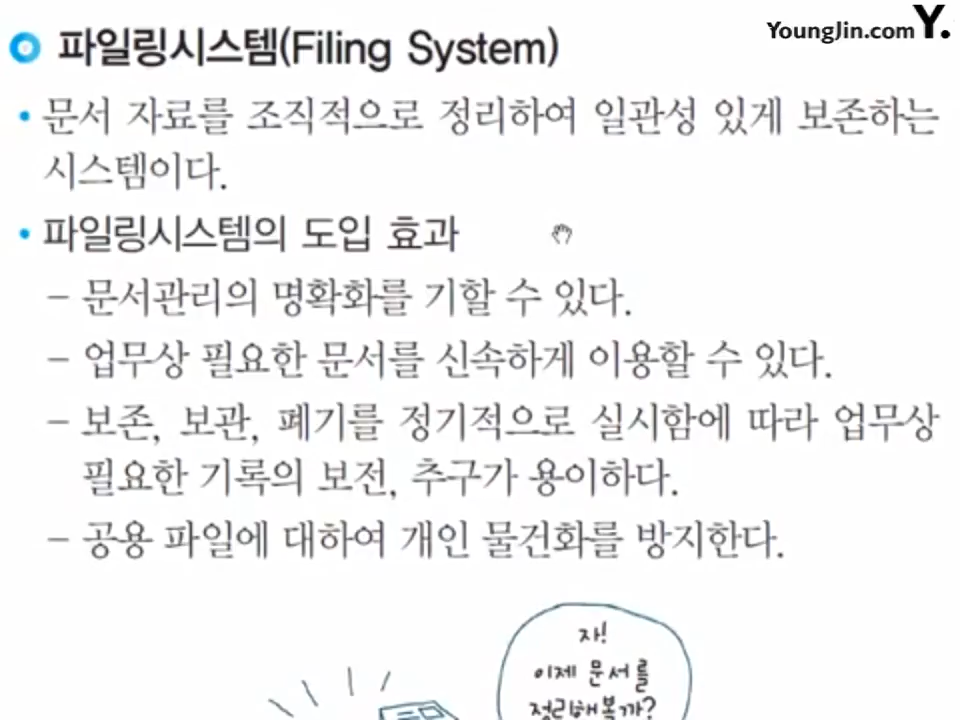 YoungJin.com Y.
파일링시스템(Filing System)
• 문서 자료를 조직적으로 정리하여 일관성 있게 보존하는
시스템이다.
• 파일링시스템의 도입 효과
– 문서관리의 명확화를 기할 수 있다.
– 업무상 필요한 문서를 신속하게 이용할 수 있다.
– 보존, 보관, 폐기를 정기적으로 실시함에 따라 업무상
필요한 기록의 보전, 추구가 용이하다.
– 공용 파일에 대하여 개인 물건화를 방지한다.
자!
이제 문서를
정리해볼까?